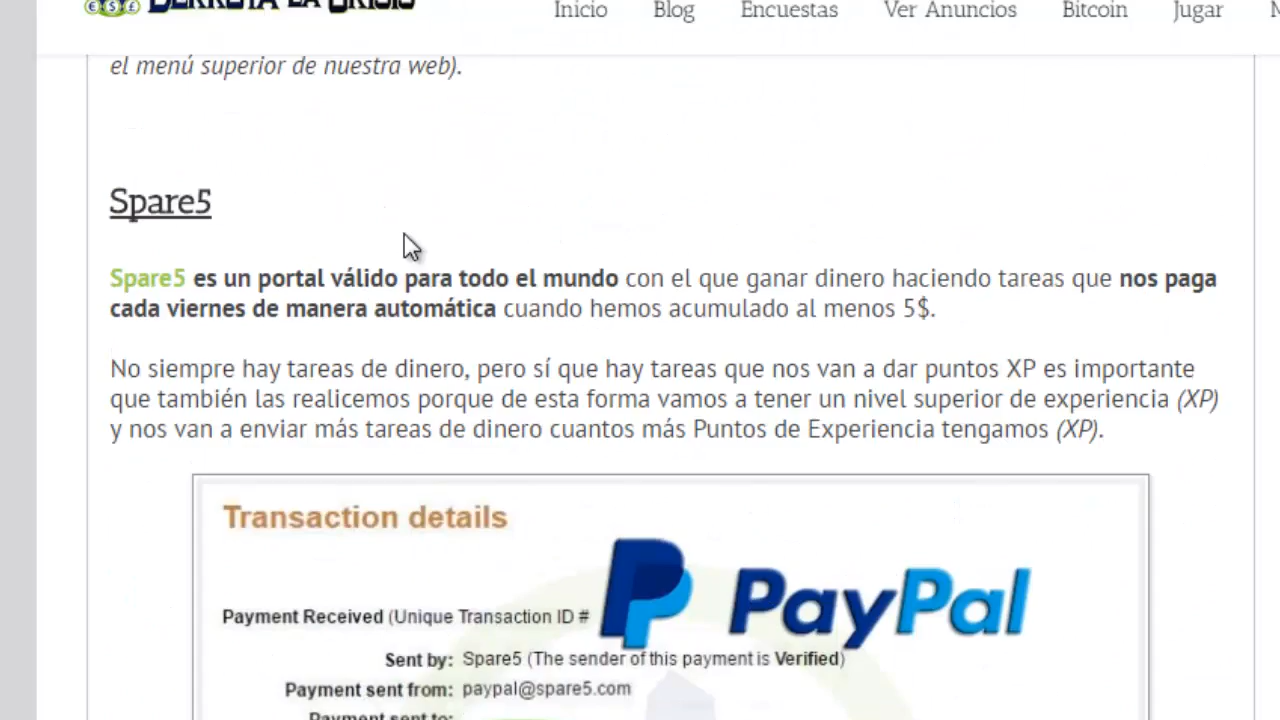 DERROTA LA CRISIS
Inicio Blog Encuestas Ver Anuncios Bitcoin Jugar
el menú superior de nuestra web).
Spare5
Spare5 es un portal válido para todo el mundo con el que ganar dinero haciendo tareas que nos paga
cada viernes de manera automática cuando hemos acumulado al menos 5$.
No siempre hay tareas de dinero, pero sí que hay tareas que nos van a dar puntos XP es importante
que también las realicemos porque de esta forma vamos a tener un nivel superior de experiencia (XP)
y nos van a enviar más tareas de dinero cuantos más Puntos de Experiencia tengamos (XP).
Transaction details
PayPal
Payment Received (Unique Transaction ID #
Sent by: Spare5 (The sender of this payment is Verified)
Payment sent from: paypal@spare5.com
Payment sent to: